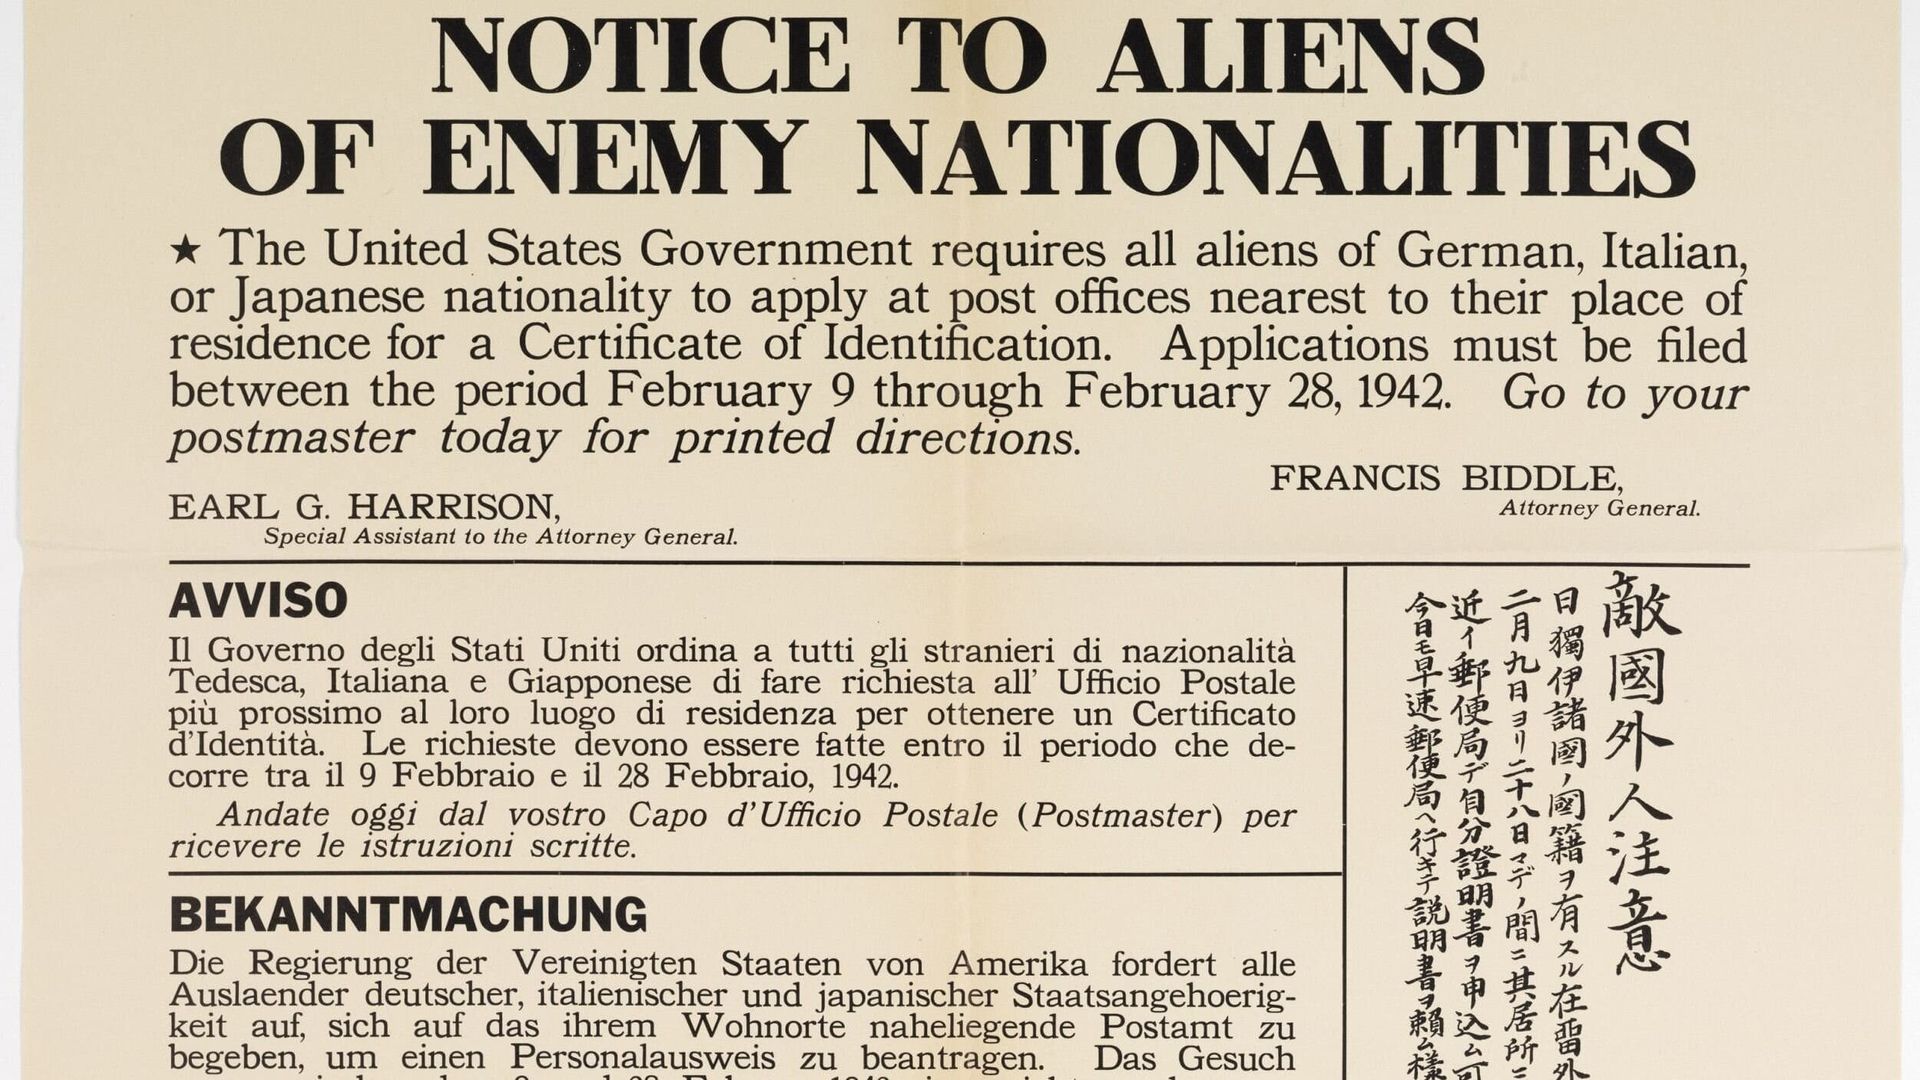 NOTICE TO ALIENS
OF ENEMY NATIONALITIES
★ The United States Government requires all aliens of German, Italian,
or Japanese nationality to apply at post offices nearest to their place of
residence for a Certificate of Identification. Applications must be filed
between the period February 9 through February 28, 1942. Go to your
postmaster today for printed directions.
FRANCIS BIDDLE,
Attorney General.
EARL G. HARRISON,
Special Assistant to the Attorney General.
AVVISO
Il Governo degli Stati Uniti ordina a tutti gli stranieri di nazionalità
Tedesca, Italiana e Giapponese di fare richiesta all' Ufficio Postale
più prossimo al loro luogo di residenza per ottenere un Certificato
d'Identità. Le richieste devono essere fatte entro il periodo che de-
corre tra il 9 Febbraio e il 28 Febbraio, 1942.
Andate oggi dal vostro Capo d'Ufficio Postale (Postmaster) per
ricevere le istruzioni scritte.
BEKANNTMACHUNG
Die Regierung der Vereinigten Staaten von Amerika fordert alle
Auslaender deutscher, italienischer und japanischer Staatsangehoerig-
keit auf, sich auf das ihrem Wohnorte naheliegende Postamt zu
begeben, um einen Personalausweis zu beantragen. Das Gesuch
敵國外人注意
日獨伊諸國ノ國籍ヲ有スル在留外
二月九日ヨリ二十八日マデノ間ニ其居所ニ
近イ郵便局デ自分證明書ヲ申込ム可
今日モ早速郵便局ヘ行キテ説明書ヲ賴ム樣